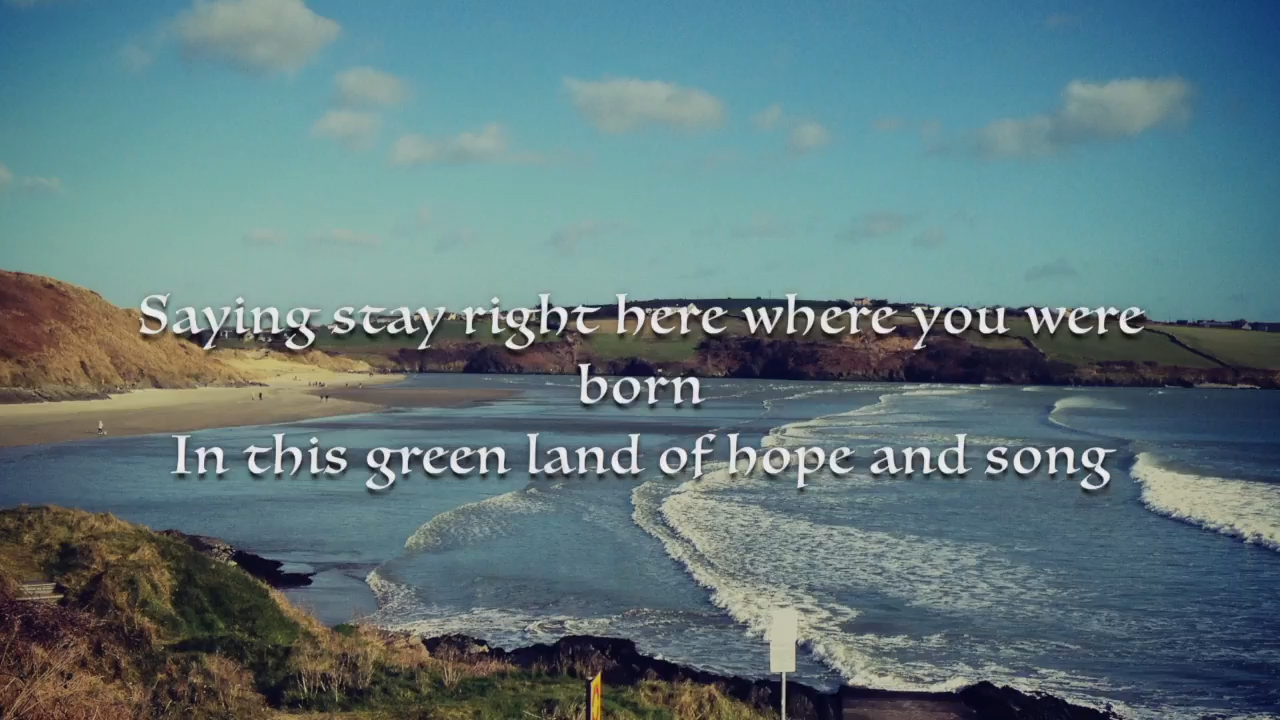 Saying stay right here where you were
born
In this green land of hope and song